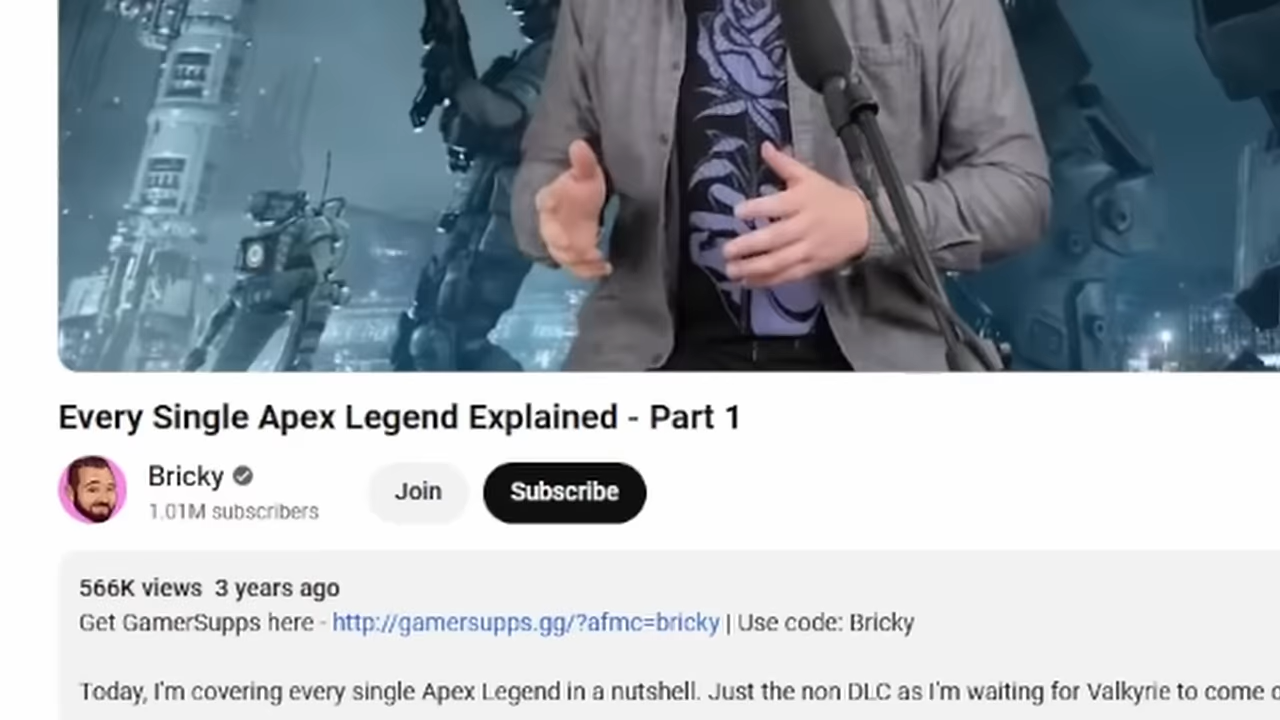 Every Single Apex Legend Explained - Part 1
Bricky
Join
Subscribe
1.01M subscribers
566K views 3 years ago
Get GamerSupps here - http://gamersupps.gg/?afmc=bricky | Use code: Bricky
Today, I'm covering every single Apex Legend in a nutshell. Just the non DLC as I'm waiting for Valkyrie to come